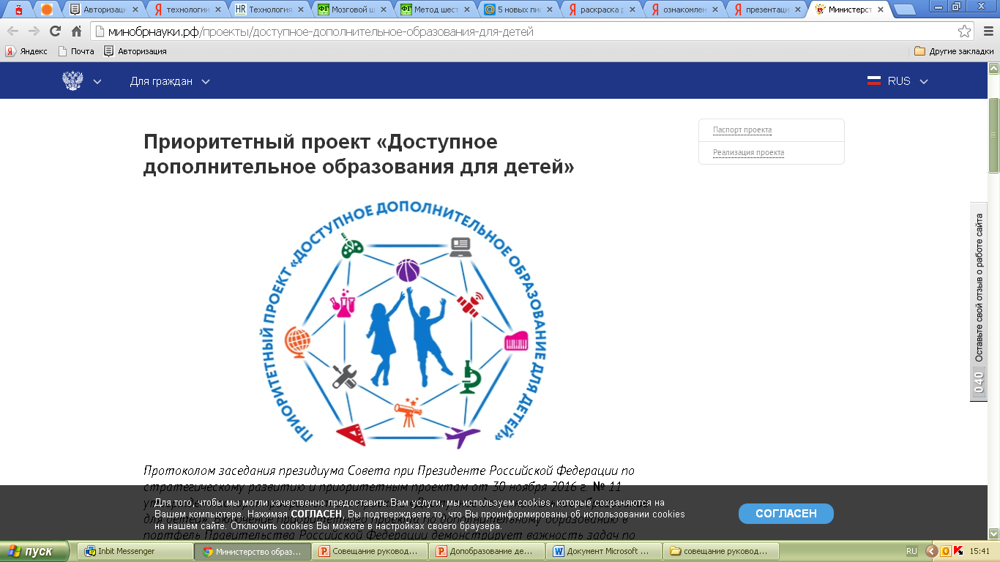 Авторизаци
технологии
Технология
Мозговой ш
Метод шест
5 новых пи
раскраска р
ознакомлен
презентаци
Министерст
минобрнауки.рф/проекты/доступное-дополнительное-образования-для-детей
Яндекс Почта Авторизация Другие закладки
Для граждан RUS
Приоритетный проект «Доступное
дополнительное образования для детей»
Паспорт проекта
Реализация проекта
ПРИОРИТЕТНЫЙ ПРОЕКТ «ДОСТУПНОЕ ДОПОЛНИТЕЛЬНОЕ ОБРАЗОВАНИЕ ДЛЯ ДЕТЕЙ»
Оставьте свой отзыв о работе сайта
040
Протоколом заседания президиума Совета при Президенте Российской Федерации по
стратегическому развитию и приоритетным проектам от 30 ноября 2016 г. № 11
Для того, чтобы мы могли качественно предоставить Вам услуги, мы используем cookies, которые сохраняются на
Вашем компьютере. Нажимая СОГЛАСЕН, Вы подтверждаете то, что Вы проинформированы об использовании cookies
на нашем сайте. Отключить cookies Вы можете в настройках своего браузера.
СОГЛАСЕН
портфель Правительства Российской Федерации демонстрирует важность задач по
пуск
Inbit Messenger
Министерство образ...
Совещание руковод...
Допобразование де...
Документ Microsoft ...
совещание руковод...
RU
15:41